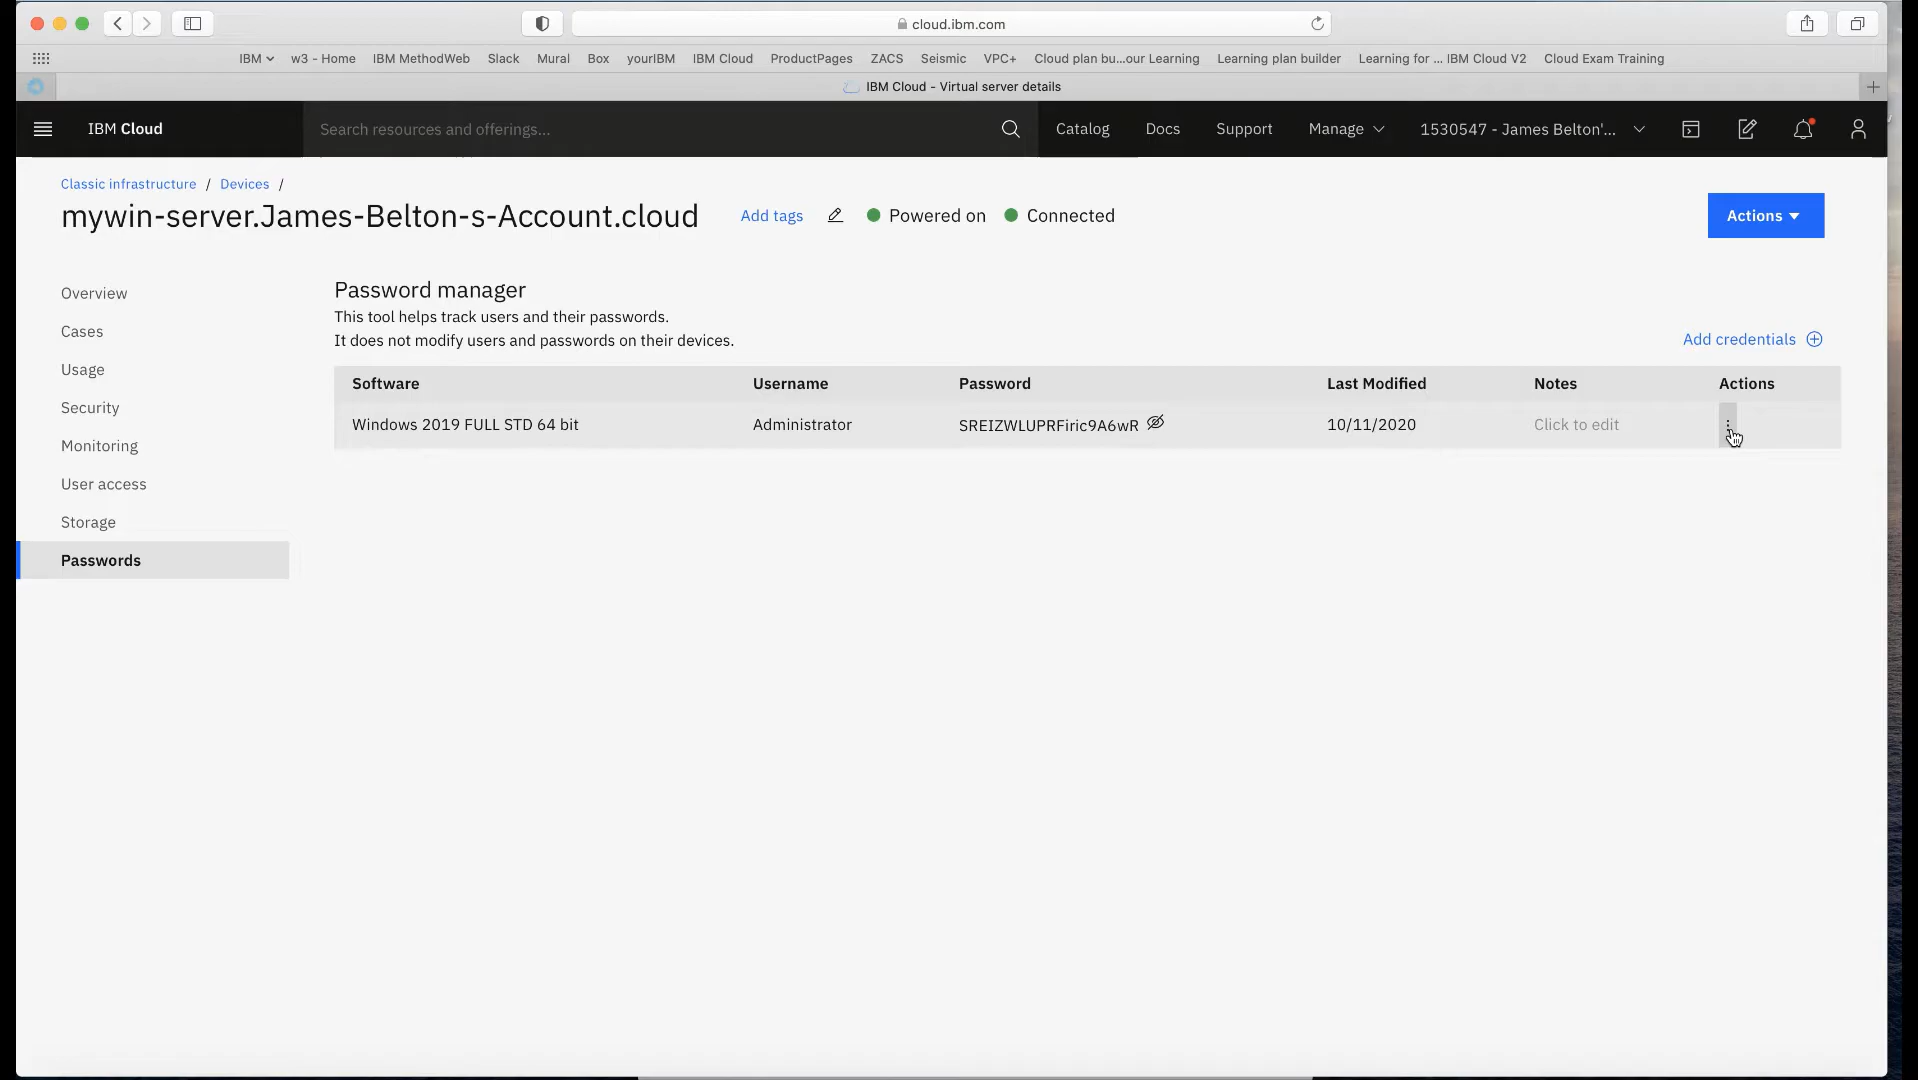 cloud.ibm.com
IBM w3 - Home IBM MethodWeb Slack Mural Box yourIBM IBM Cloud ProductPages ZACS Seismic VPC+ Cloud plan bu...our Learning Learning plan builder Learning for ... IBM Cloud V2 Cloud Exam Training
IBM Cloud - Virtual server details
IBM Cloud Search resources and offerings... Catalog Docs Support Manage 1530547 - James Belton'...
Classic infrastructure / Devices /
mywin-server.James-Belton-s-Account.cloud Add tags Powered on Connected Actions
Overview
Cases
Usage
Security
Monitoring
User access
Storage
Passwords
Password manager
This tool helps track users and their passwords.
It does not modify users and passwords on their devices.
Add credentials
Software Username Password Last Modified Notes Actions
Windows 2019 FULL STD 64 bit Administrator SREIZWLUPRFiric9A6wR 10/11/2020 Click to edit